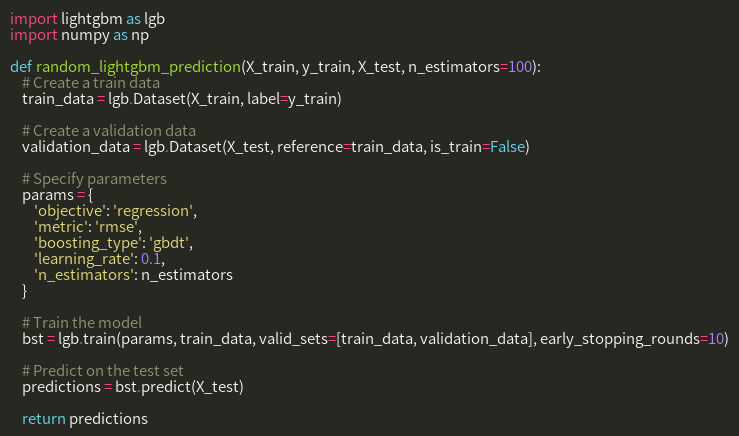 import lightgbm as lgb
import numpy as np

def random_lightgbm_prediction(X_train, y_train, X_test, n_estimators=100):
    # Create a train data
    train_data = lgb.Dataset(X_train, label=y_train)

    # Create a validation data
    validation_data = lgb.Dataset(X_test, reference=train_data, is_train=False)

    # Specify parameters
    params = {
        'objective': 'regression',
        'metric': 'rmse',
        'boosting_type': 'gbdt',
        'learning_rate': 0.1,
        'n_estimators': n_estimators
    }

    # Train the model
    bst = lgb.train(params, train_data, valid_sets=[train_data, validation_data], early_stopping_rounds=10)

    # Predict on the test set
    predictions = bst.predict(X_test)

    return predictions